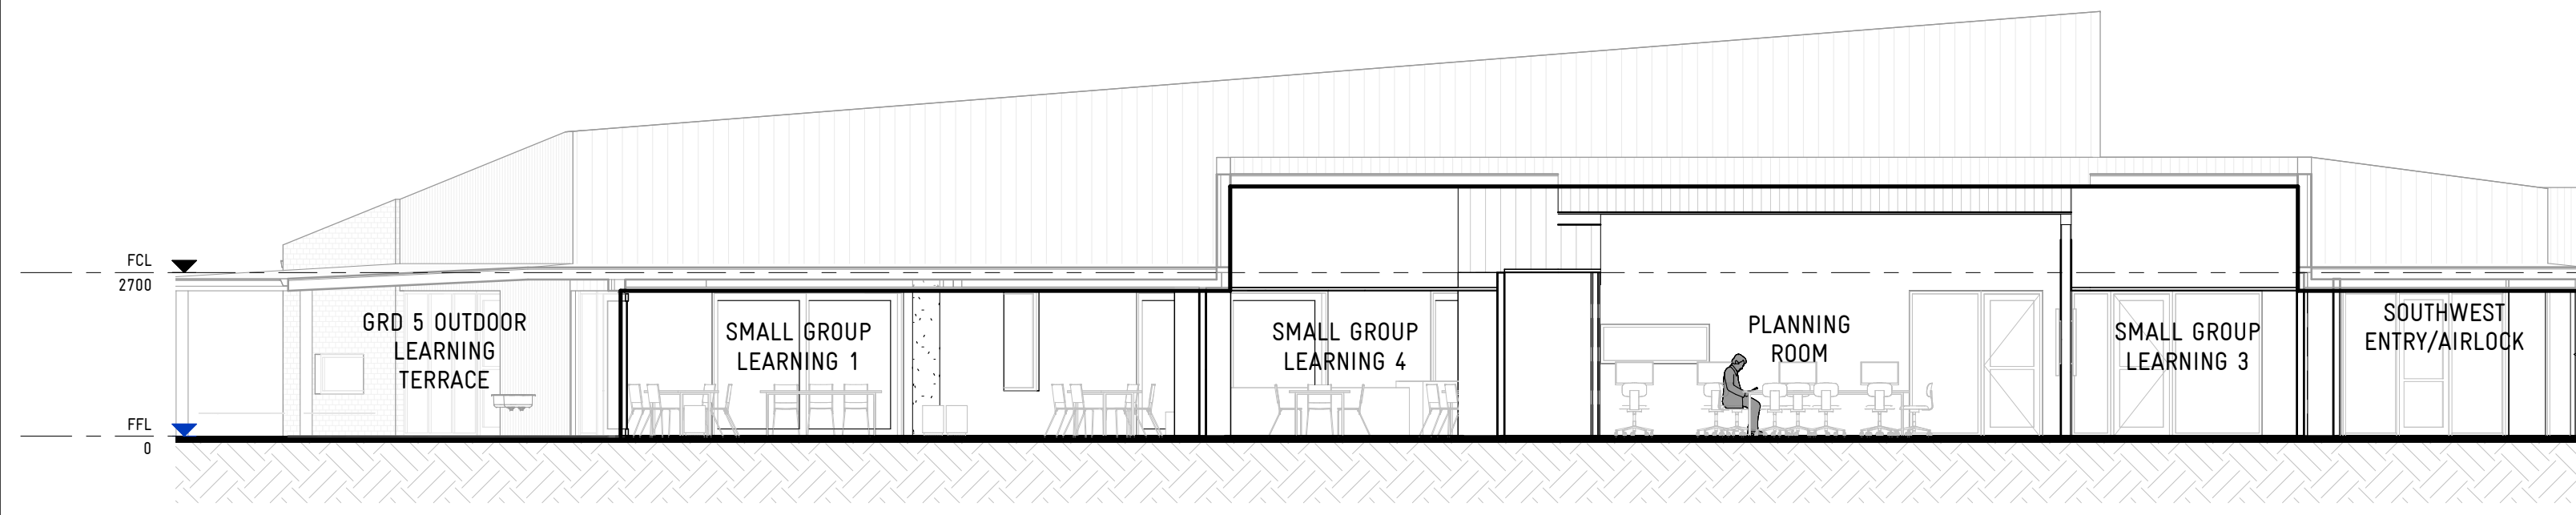 FCL
2700
FFL
0
GRD 5 OUTDOOR
LEARNING
TERRACE
SMALL GROUP
LEARNING 1
SMALL GROUP
LEARNING 4
PLANNING
ROOM
SMALL GROUP
LEARNING 3
SOUTHWEST
ENTRY/AIRLOCK